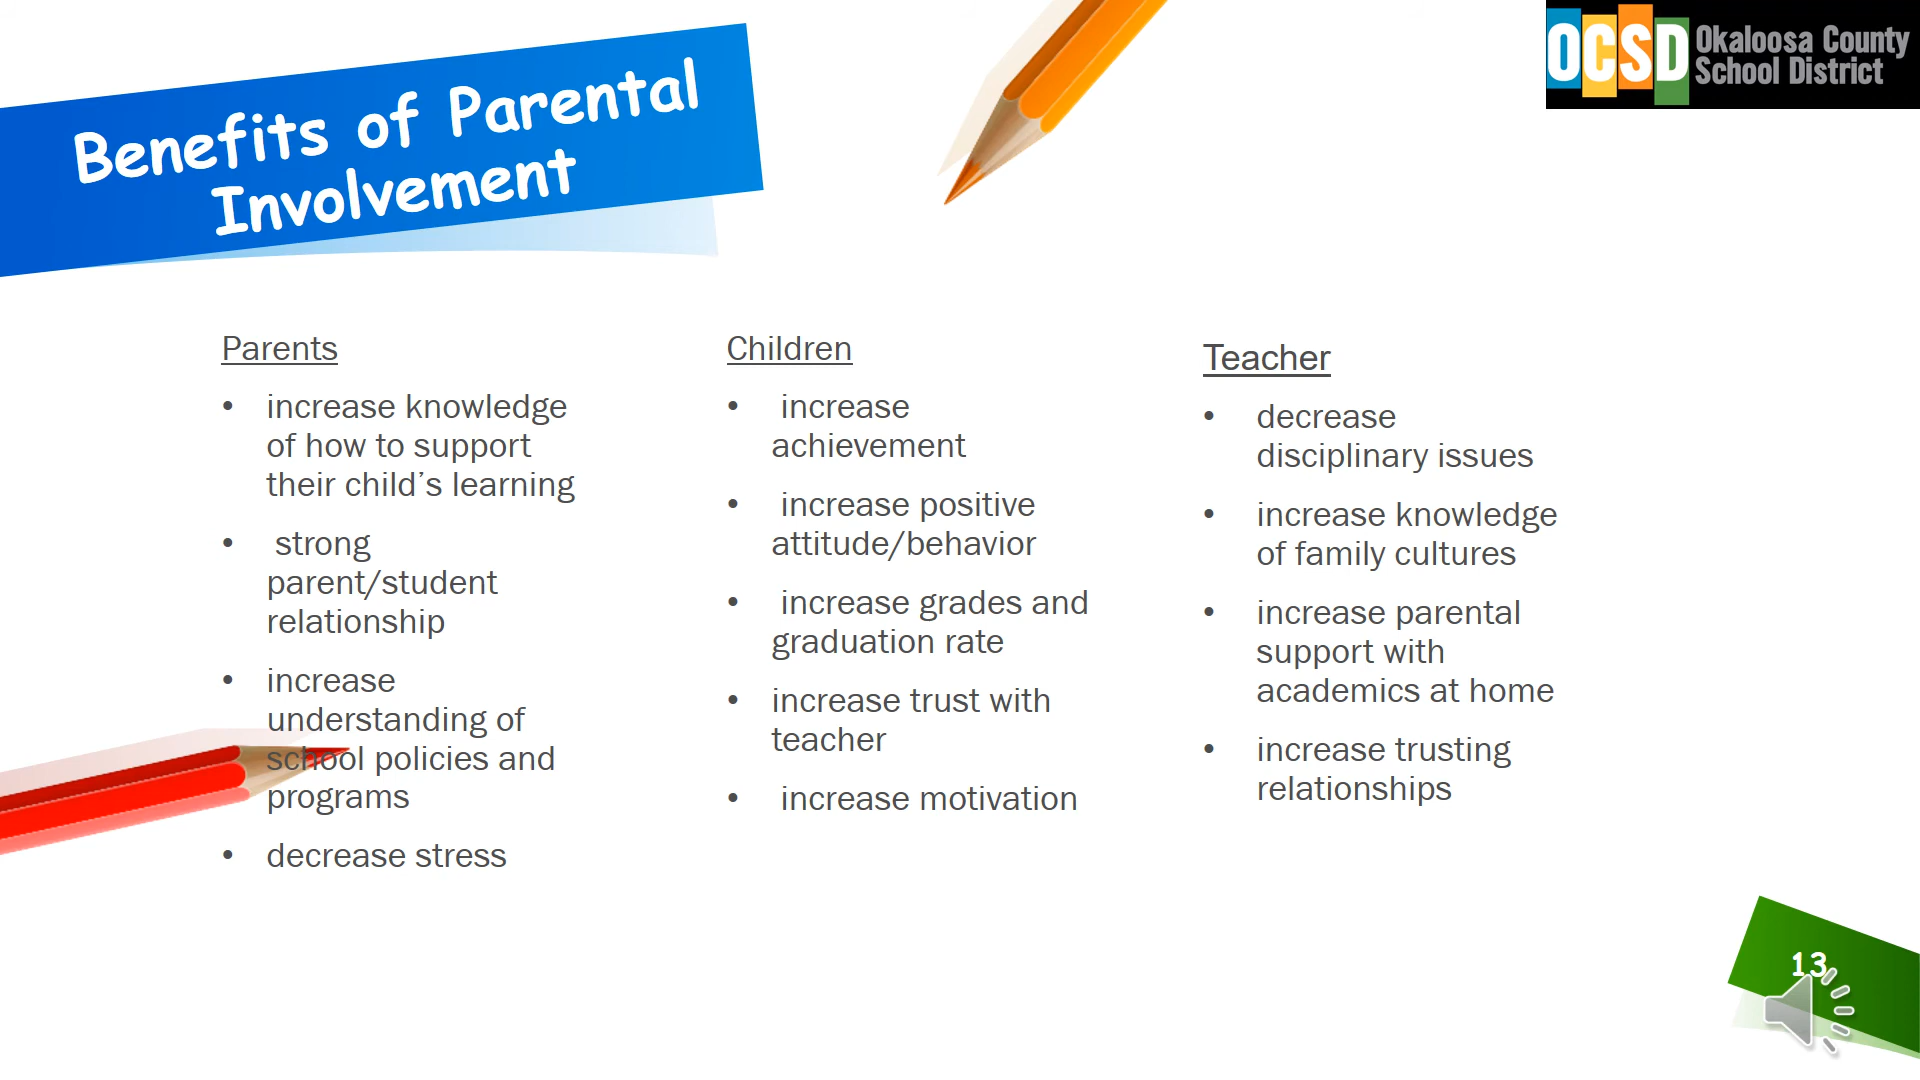 Benefits of Parental
Involvement
OCSD Okaloosa County
School District
Parents
• increase knowledge
of how to support
their child’s learning
• strong
parent/student
relationship
• increase
understanding of
school policies and
programs
• decrease stress
Children
• increase
achievement
• increase positive
attitude/behavior
• increase grades and
graduation rate
• increase trust with
teacher
• increase motivation
Teacher
• decrease
disciplinary issues
• increase knowledge
of family cultures
• increase parental
support with
academics at home
• increase trusting
relationships
13